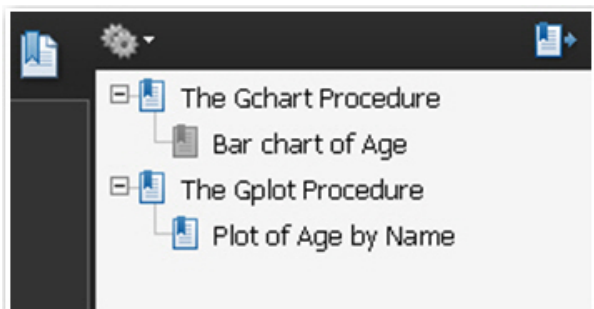 The Gchart Procedure
Bar chart of Age
The Gplot Procedure
Plot of Age by Name